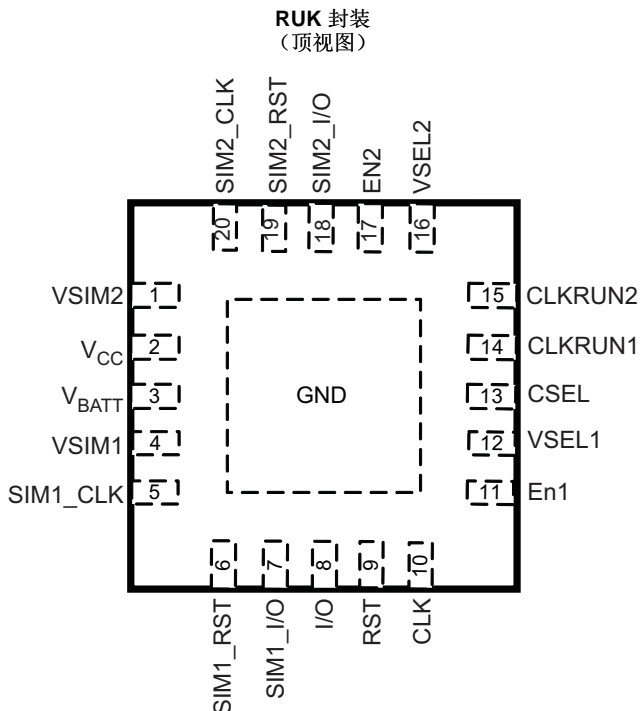 RUK 封装
（顶视图）
SIM2_CLK
SIM2_RST
SIM2_I/O
EN2
VSEL2
20
19
18
17
16
VSIM2 1
15 CLKRUN2
VCC 2
14 CLKRUN1
VBATT 3
GND
13 CSEL
VSIM1 4
12 VSEL1
SIM1_CLK 5
11 En1
6
7
8
9
10
SIM1_RST
SIM1_I/O
I/O
RST
CLK